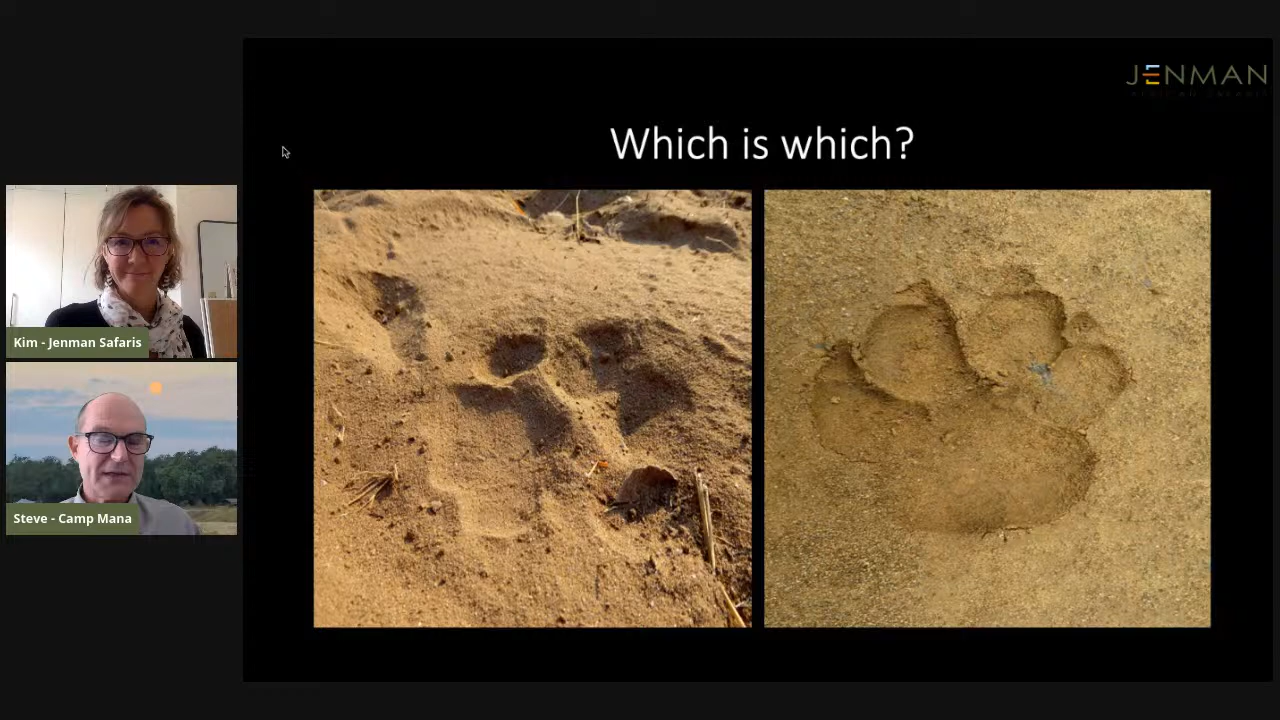 JENMAN
Which is which?
Kim - Jenman Safaris
Steve - Camp Mana